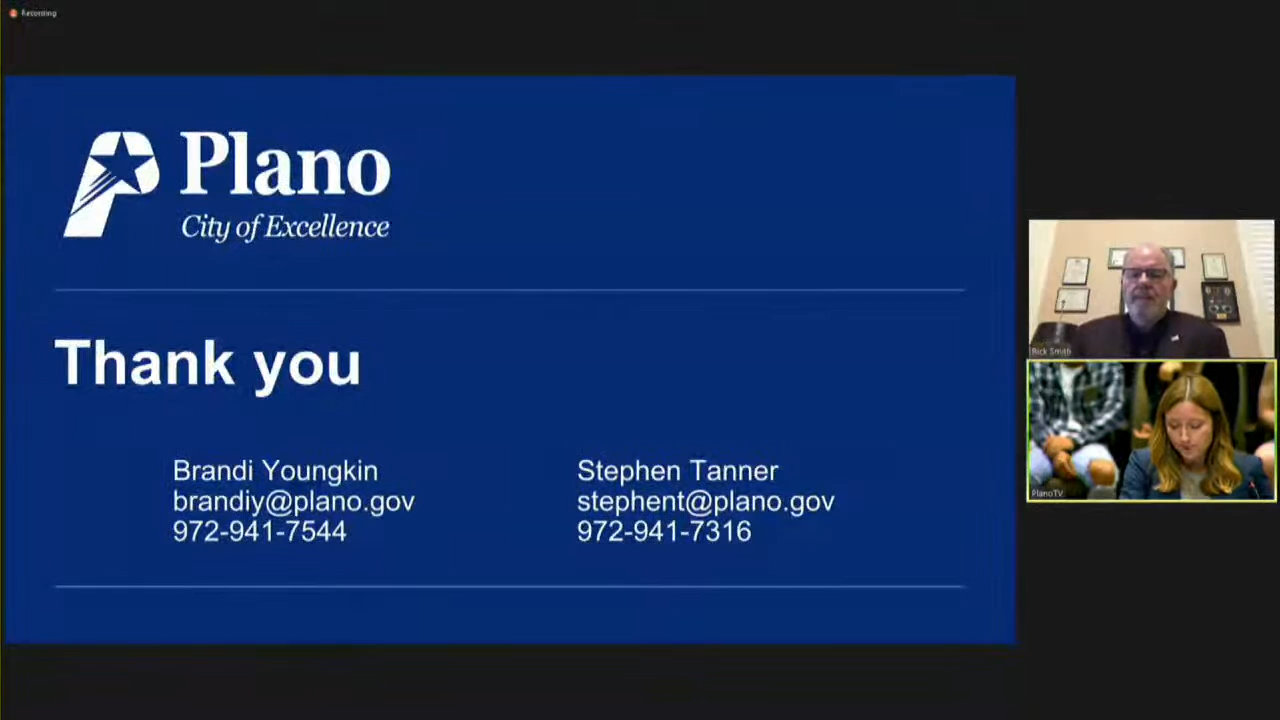 Recording
Plano
City of Excellence
Thank you
Brandi Youngkin
brandiy@plano.gov
972-941-7544
Stephen Tanner
stephent@plano.gov
972-941-7316
Rick Smith
PlanoTV